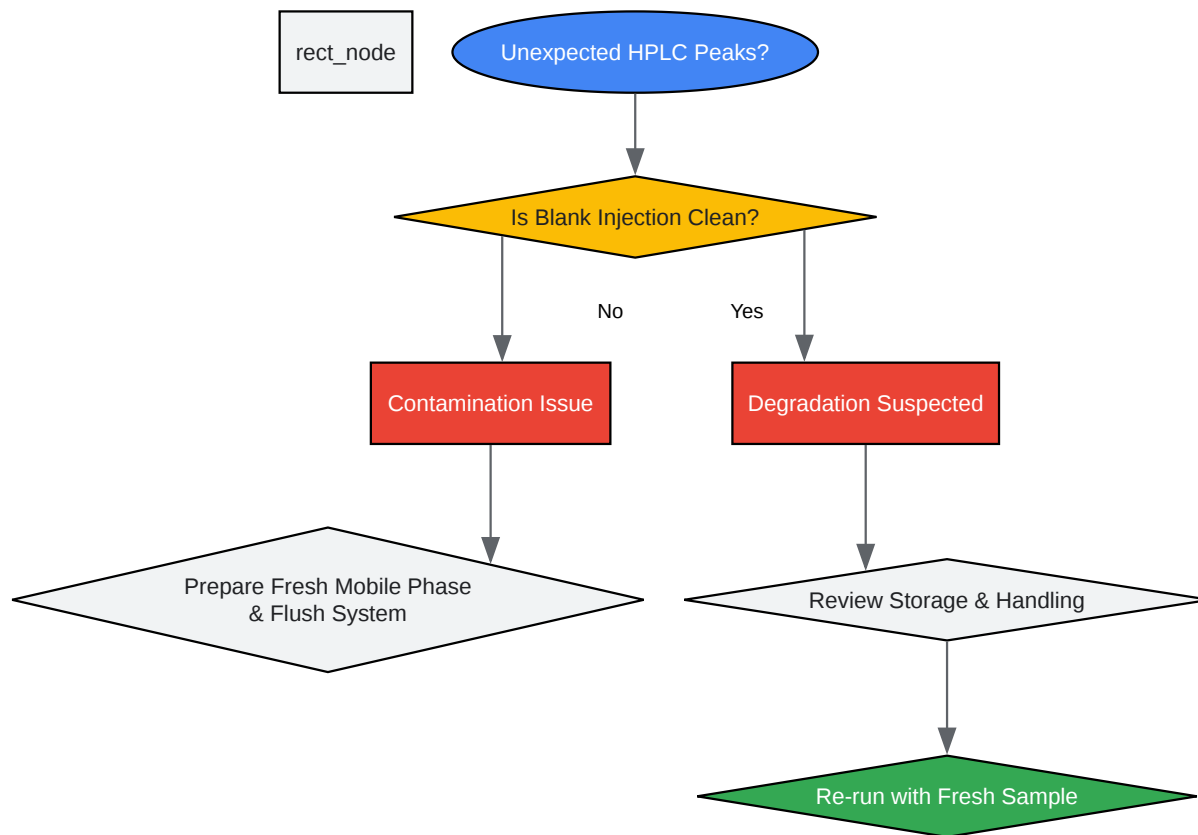 rect_node
Unexpected HPLC Peaks?
Is Blank Injection Clean?
No
Yes
Contamination Issue
Degradation Suspected
Prepare Fresh Mobile Phase
& Flush System
Review Storage & Handling
Re-run with Fresh Sample